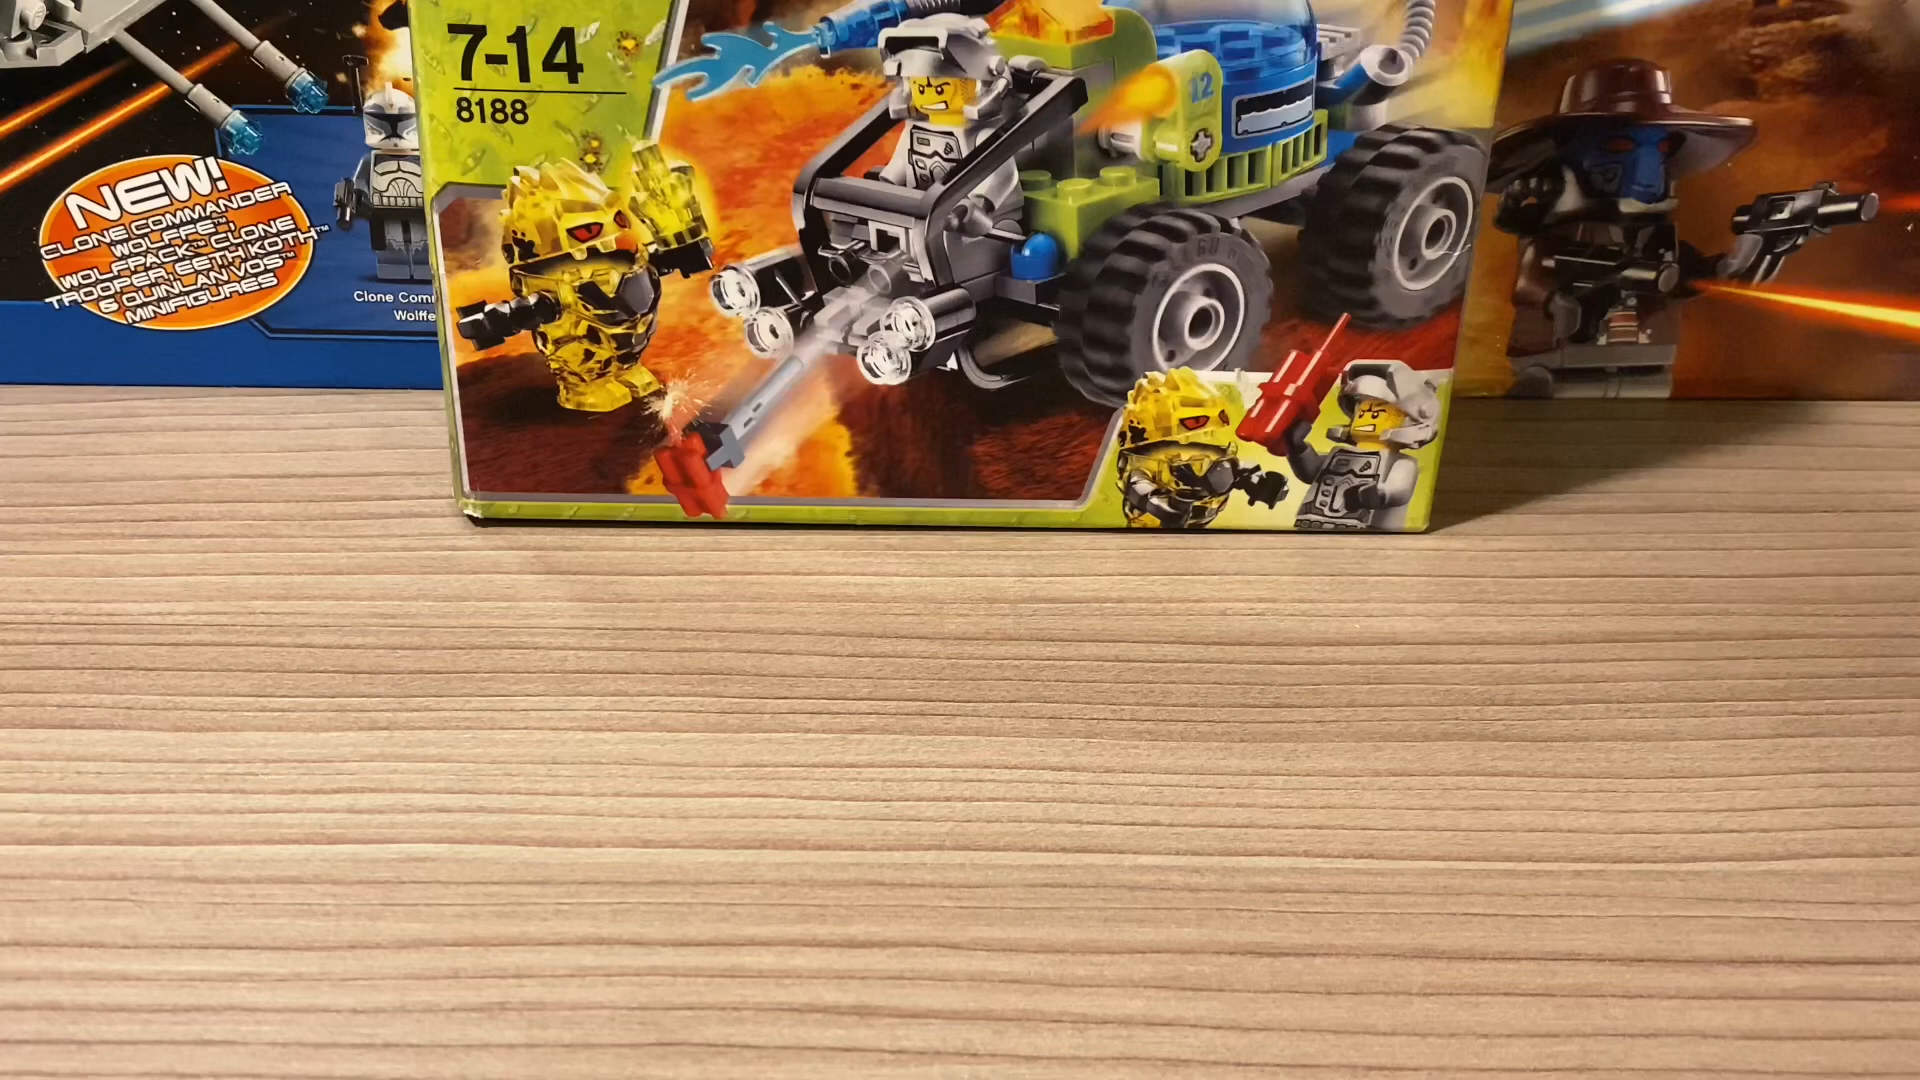 7-14
8188
12
NEW!
CLONE COMMANDER
WOLFFE™
WOLFPACK™ CLONE
TROOPER, EETH KOTH™
& QUINLAN VOS™
MINIFIGURES
Clone Com
Wolffe